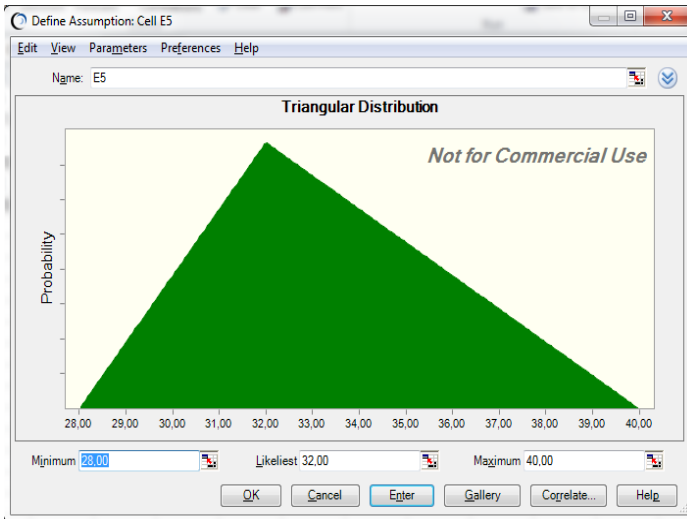 Define Assumption: Cell E5
Edit View Parameters Preferences Help
Name: E5
Triangular Distribution
Not for Commercial Use
Probability
28,00 29,00 30,00 31,00 32,00 33,00 34,00 35,00 36,00 37,00 38,00 39,00 40,00
Minimum 28,00 Likeliest 32,00 Maximum 40,00
OK Cancel Enter Gallery Correlate... Help